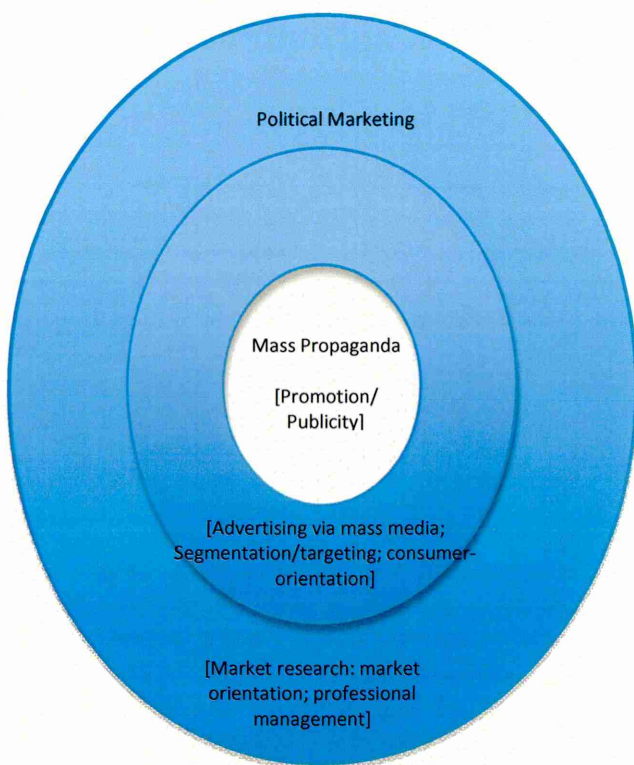 Political Marketing
Mass Propaganda
[Promotion/
Publicity]
[Advertising via mass media;
Segmentation/targeting; consumer-
orientation]
[Market research: market
orientation; professional
management]